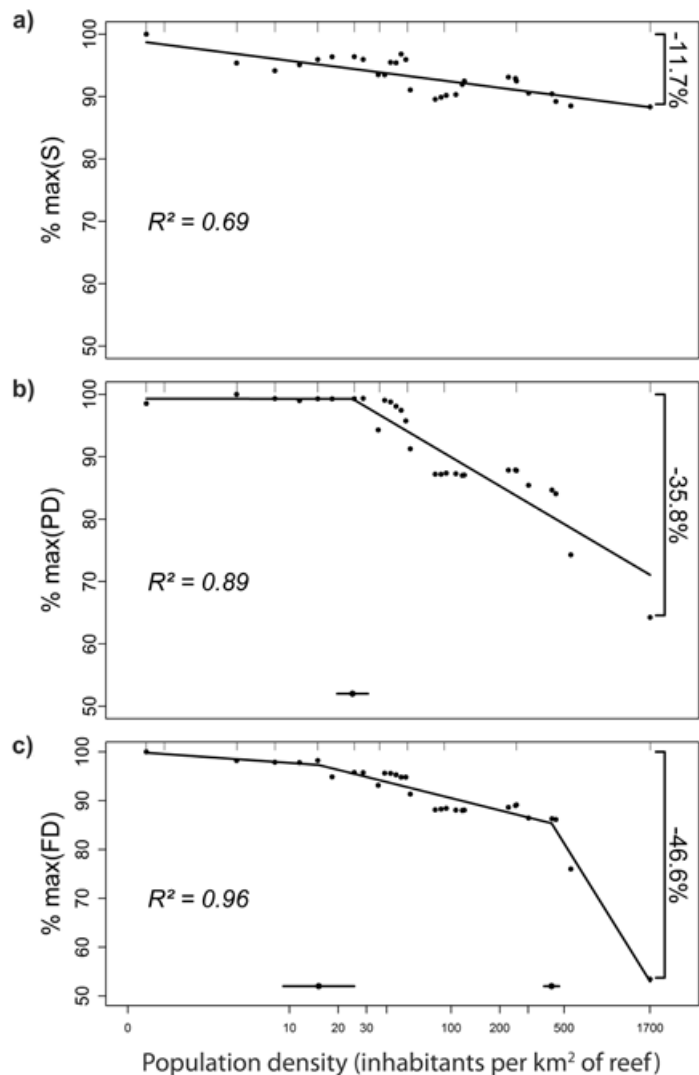 a)
100
90
80
70
60
50
% max(S)
R² = 0.69
-11.7%
b)
100
90
80
70
60
50
% max(PD)
R² = 0.89
-35.8%
c)
100
90
80
70
60
50
% max(FD)
R² = 0.96
-46.6%
0 10 20 30 100 200 500 1700
Population density (inhabitants per km² of reef)